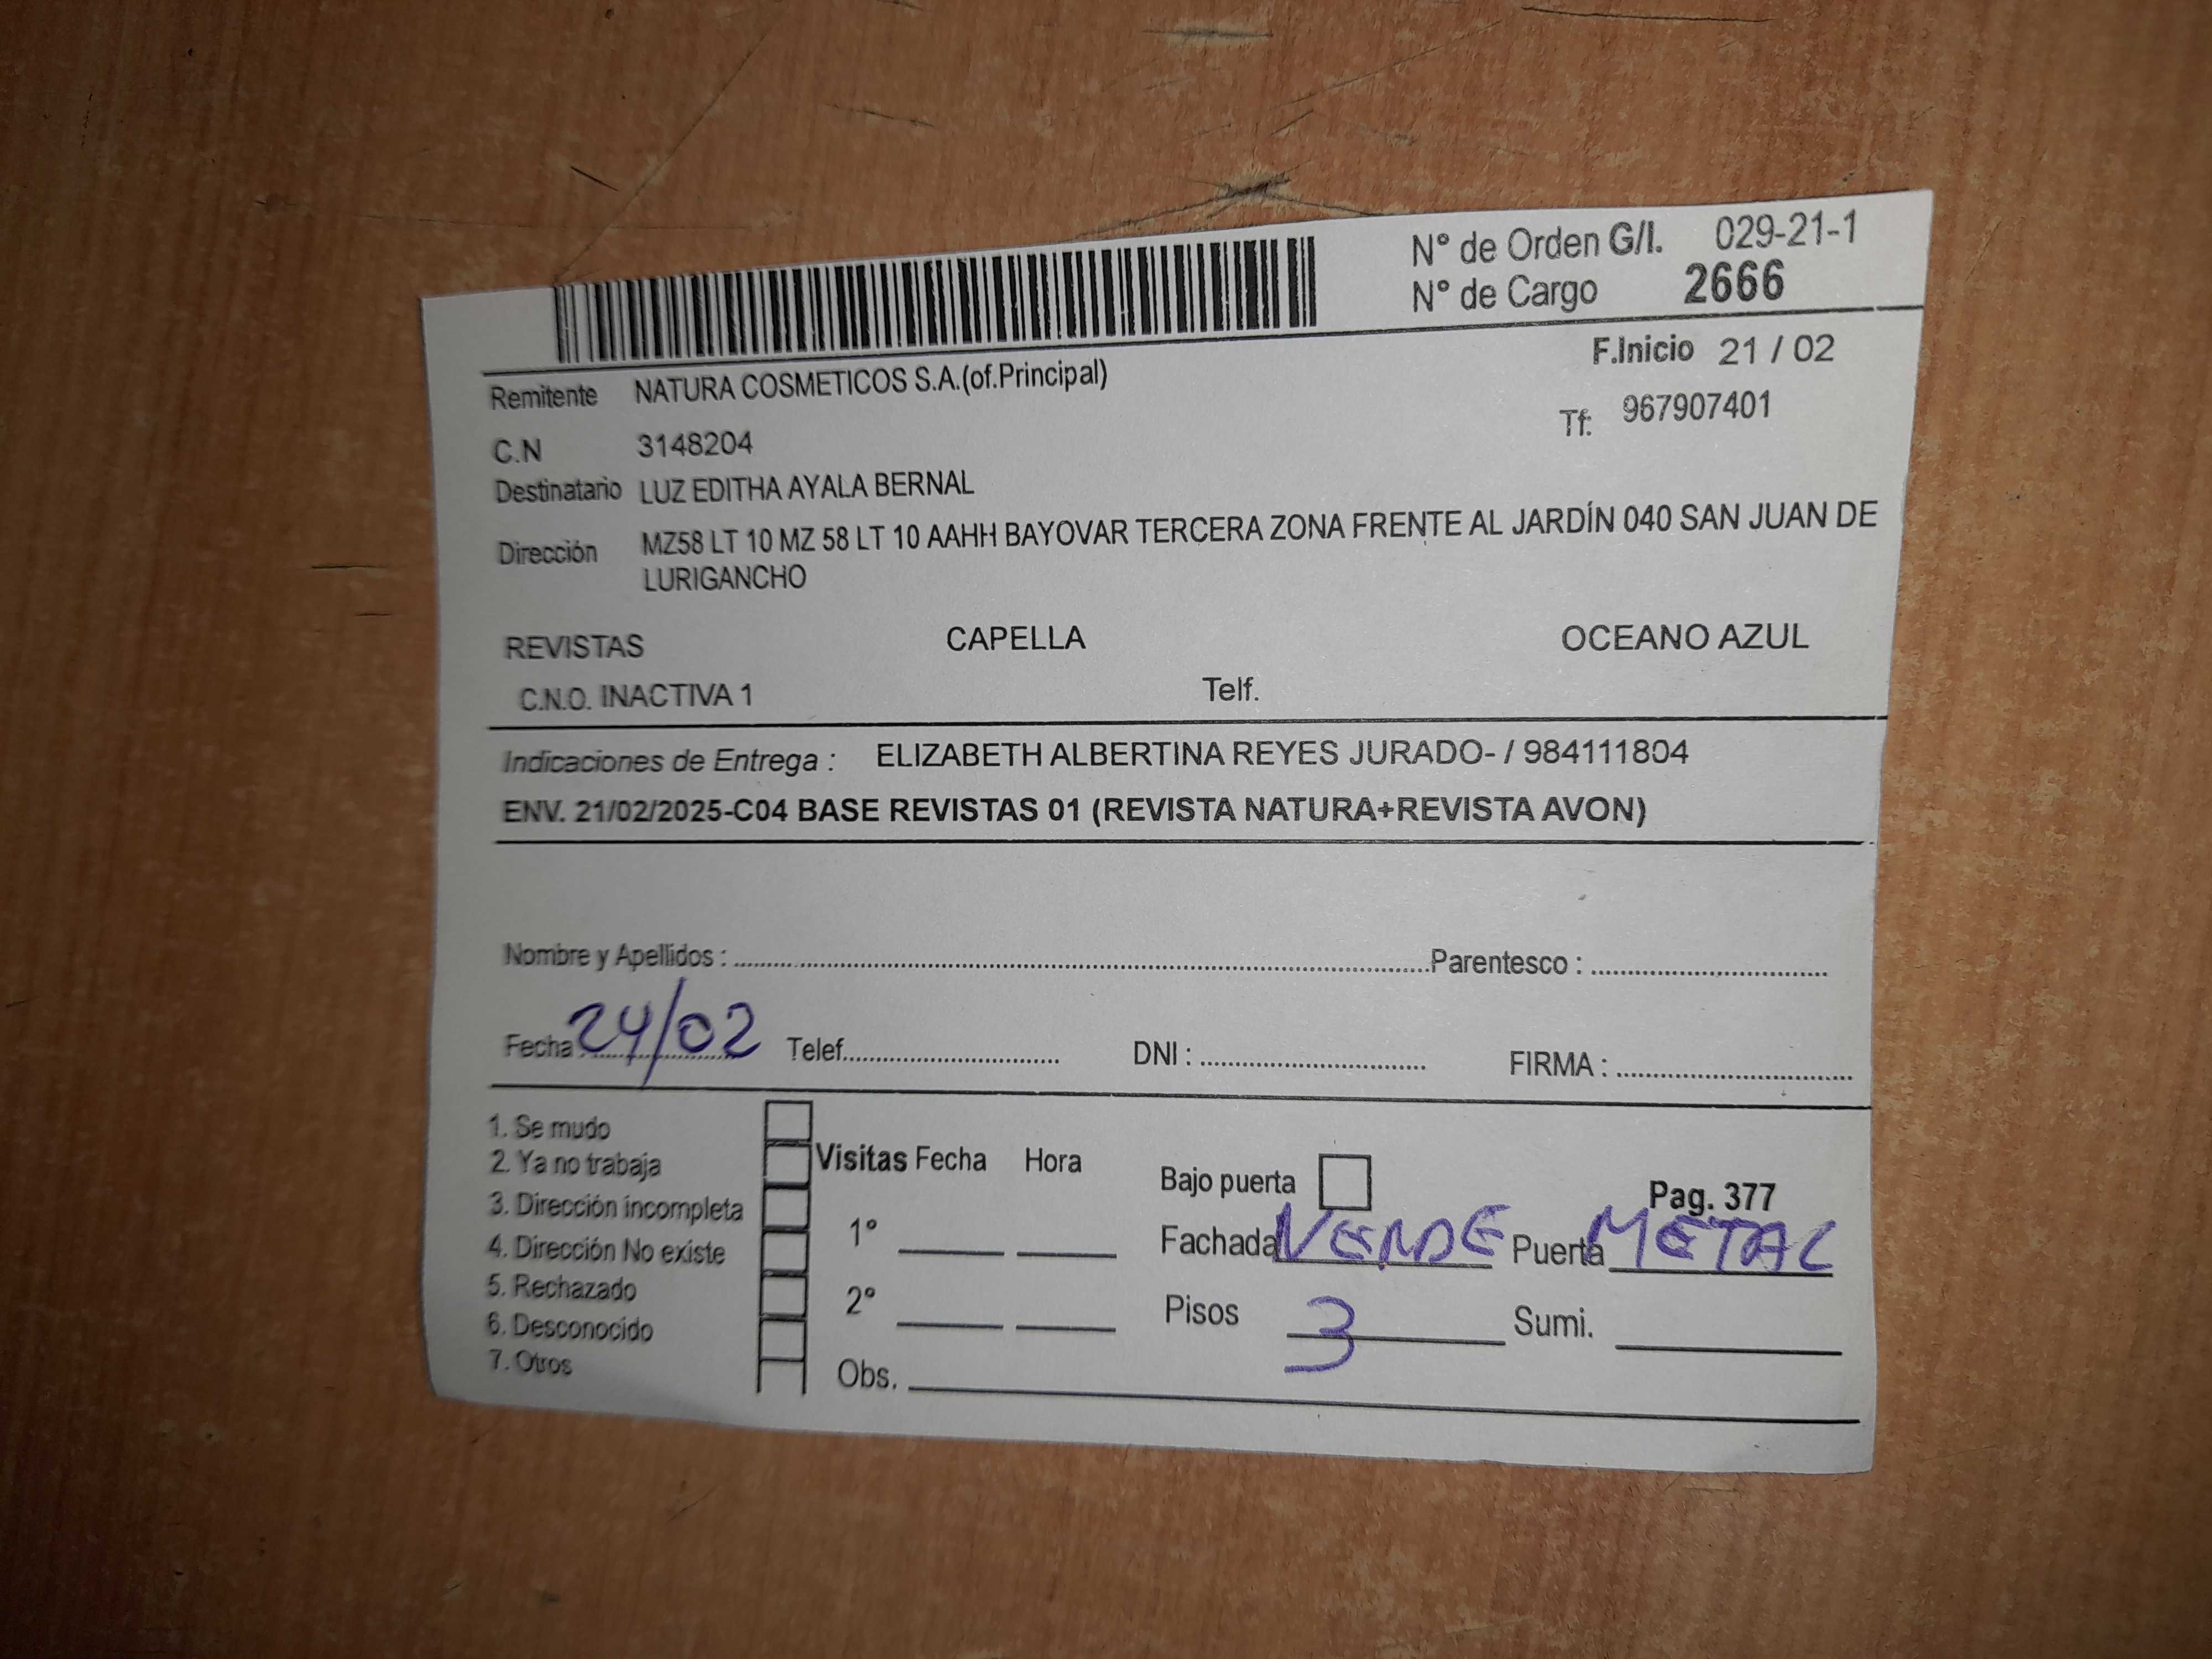 N° de Orden G/I. 029-21-1
N° de Cargo 2666
F.Inicio 21 / 02
Remitente NATURA COSMETICOS S.A.(of.Principal)
Tf: 967907401
C.N 3148204
Destinatario LUZ EDITHA AYALA BERNAL
Dirección MZ58 LT 10 MZ 58 LT 10 AAHH BAYOVAR TERCERA ZONA FRENTE AL JARDÍN 040 SAN JUAN DE
LURIGANCHO
REVISTAS CAPELLA OCEANO AZUL
C.N.O. INACTIVA 1 Telf.
Indicaciones de Entrega : ELIZABETH ALBERTINA REYES JURADO- / 984111804
ENV. 21/02/2025-C04 BASE REVISTAS 01 (REVISTA NATURA+REVISTA AVON)
Nombre y Apellidos : Parentesco :
Fecha 24/02 Telef. DNI : FIRMA :
1. Se mudo
2. Ya no trabaja
3. Dirección incompleta
4. Dirección No existe
5. Rechazado
6. Desconocido
7. Otros
Visitas Fecha Hora
1°
2°
Obs.
Bajo puerta Pag. 377
Fachada VERDE Puerta METAL
Pisos 3 Sumi.